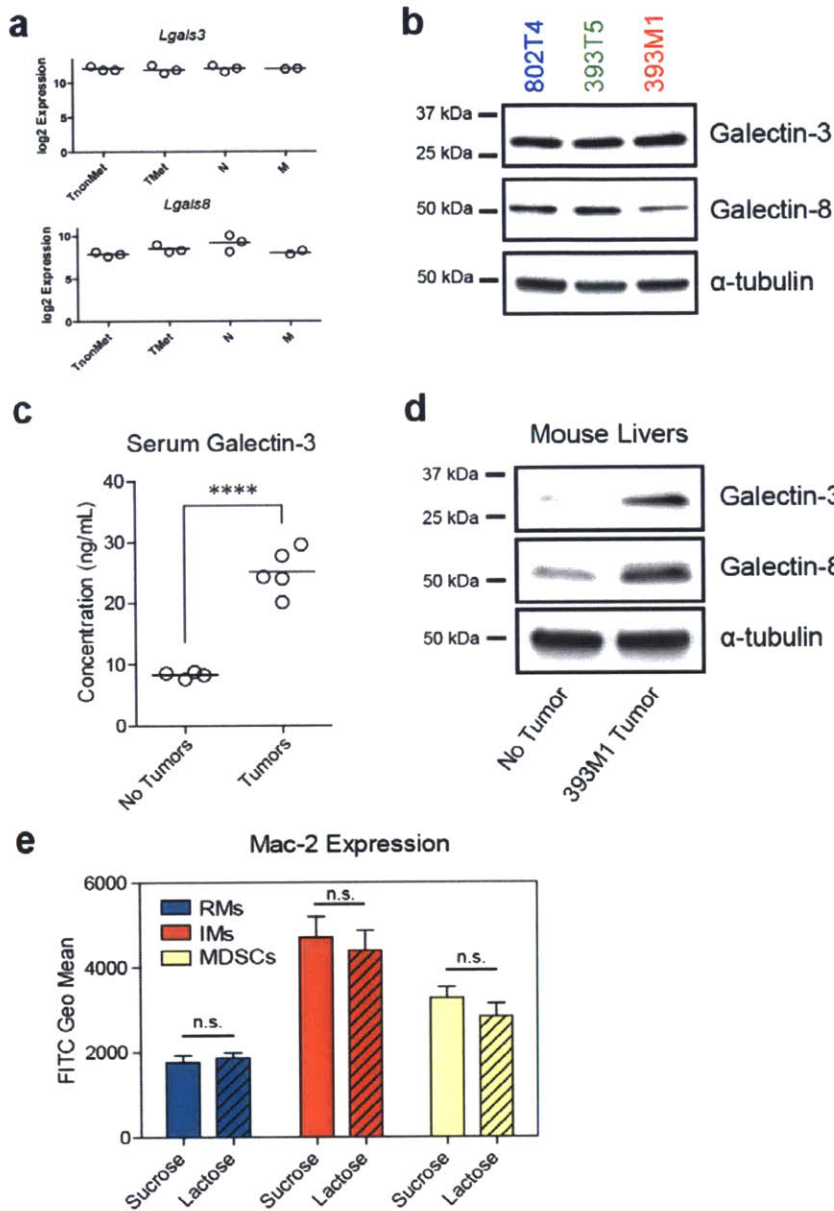 a
Lgals3
log2 Expression
10
5
0
TnonMet
TMet
N
M
Lgals8
log2 Expression
10
5
0
TnonMet
TMet
N
M
b
802T4
393T5
393M1
37 kDa
25 kDa
Galectin-3
50 kDa
Galectin-8
50 kDa
α-tubulin
c
Serum Galectin-3
Concentration (ng/mL)
40
30
20
10
0
****
No Tumors
Tumors
d
Mouse Livers
37 kDa
25 kDa
Galectin-3
50 kDa
Galectin-8
50 kDa
α-tubulin
No Tumor
393M1 Tumor
e
Mac-2 Expression
FITC Geo Mean
6000
4000
2000
0
RMs
IMs
MDSCs
n.s.
n.s.
n.s.
Sucrose
Lactose
Sucrose
Lactose
Sucrose
Lactose